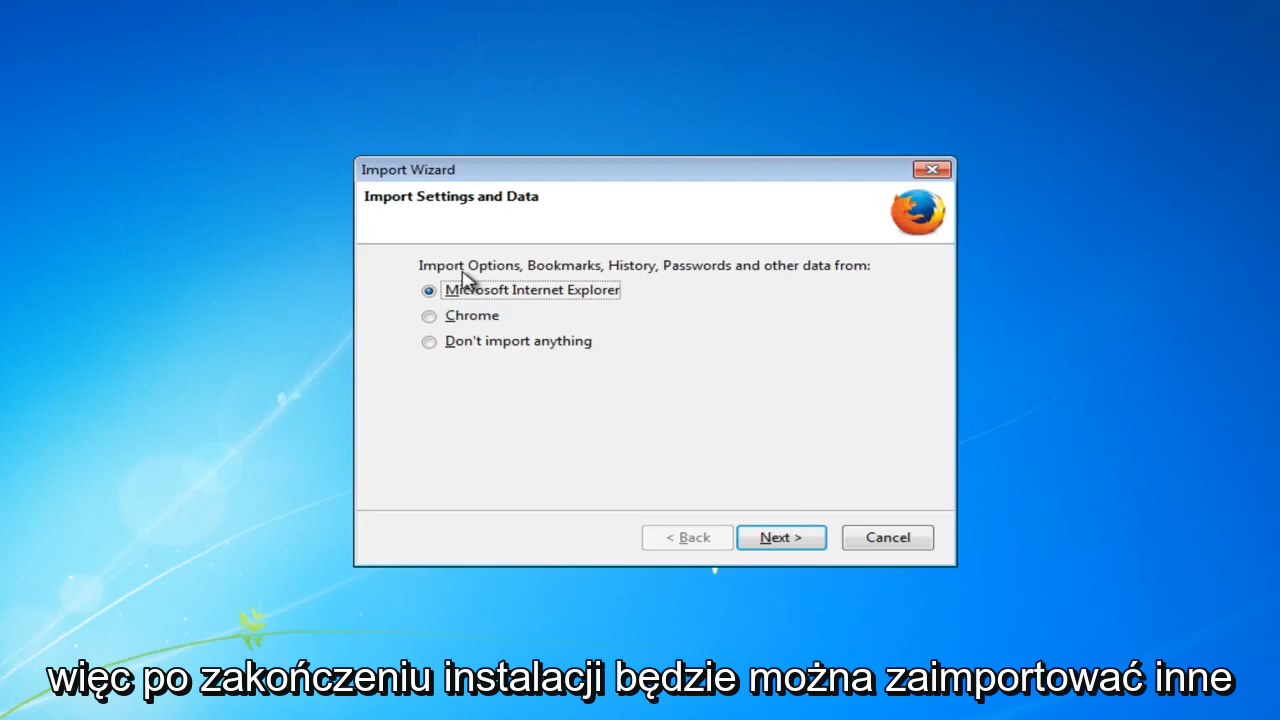 Import Wizard
Import Settings and Data
Import Options, Bookmarks, History, Passwords and other data from:
Microsoft Internet Explorer
Chrome
Don't import anything
< Back Next > Cancel
więc po zakończeniu instalacji będzie można zaimportować inne